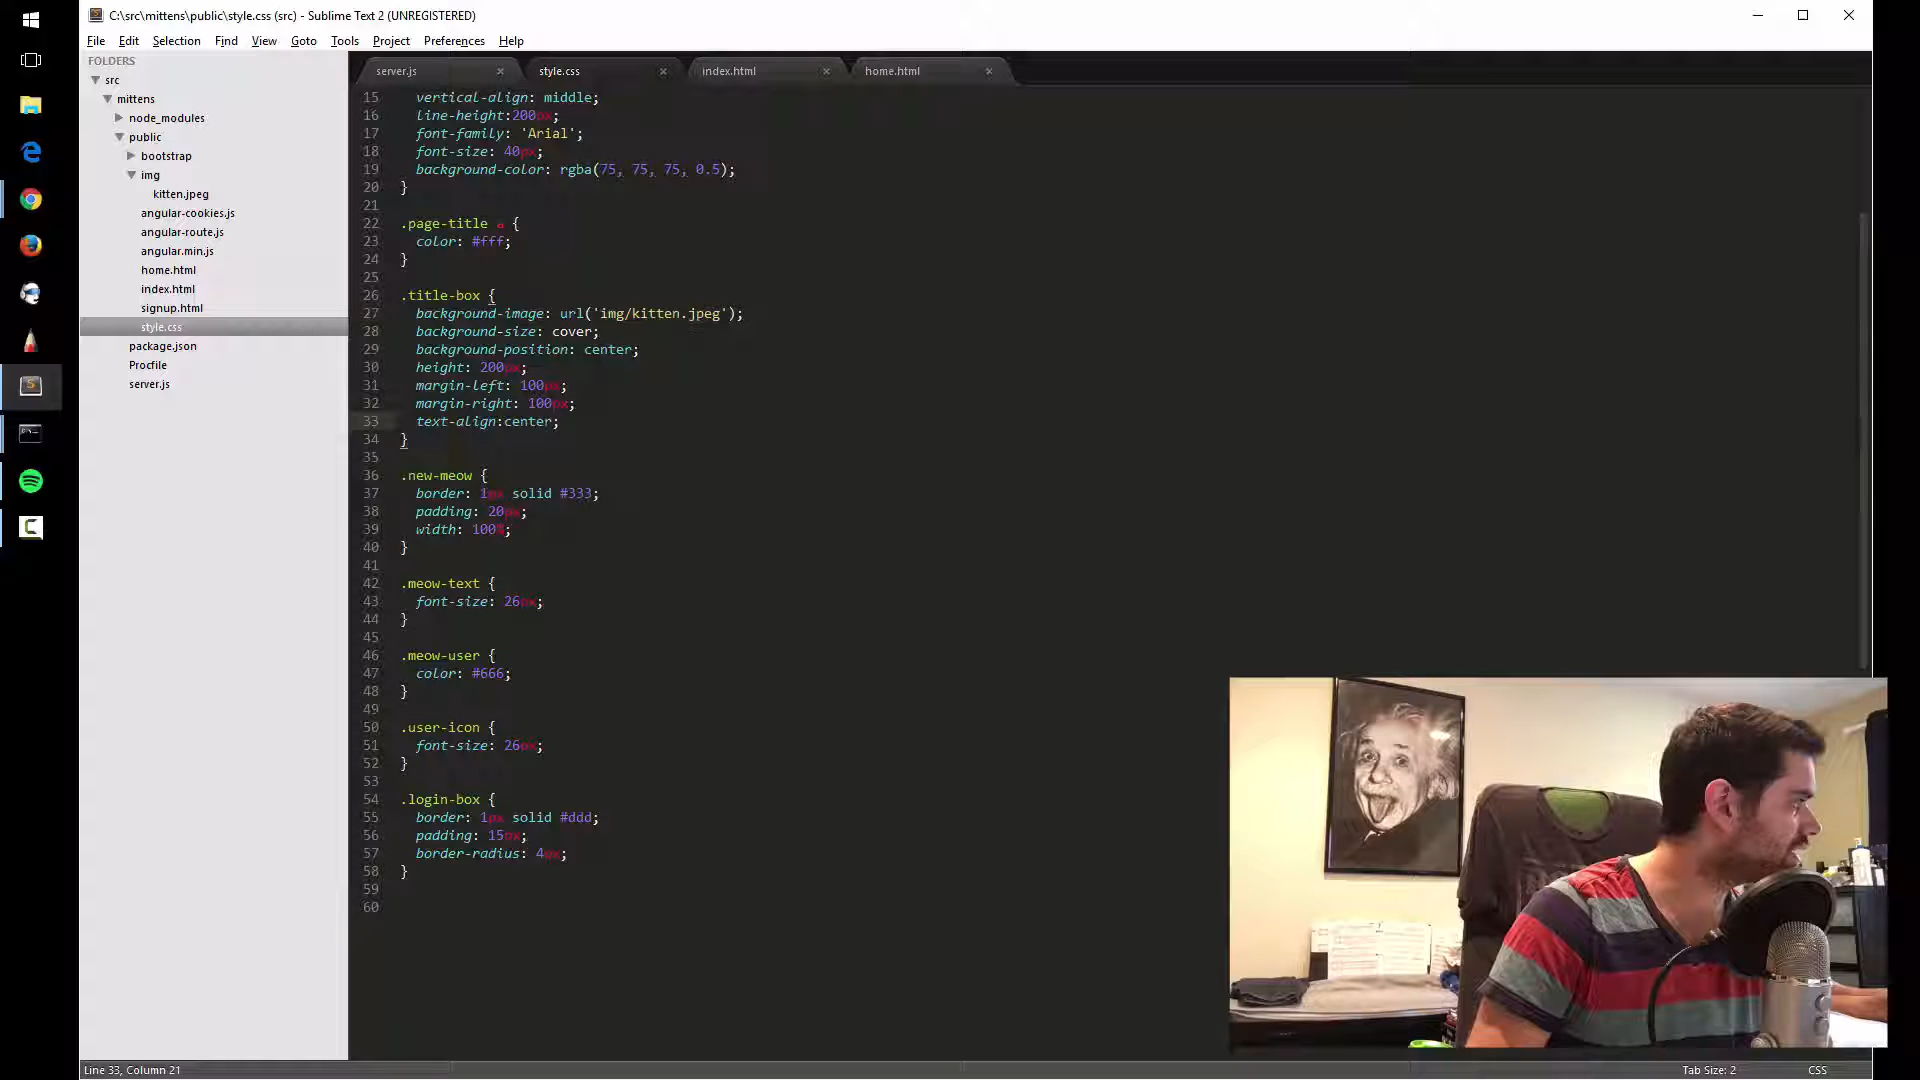 C:\src\mittens\public\style.css (src) - Sublime Text 2 (UNREGISTERED)
File Edit Selection Find View Goto Tools Project Preferences Help
FOLDERS
src
mittens
node_modules
public
bootstrap
img
kitten.jpeg
angular-cookies.js
angular-route.js
angular.min.js
home.html
index.html
signup.html
style.css
package.json
Procfile
server.js
server.js style.css index.html home.html
15 vertical-align: middle;
16 line-height:200px;
17 font-family: 'Arial';
18 font-size: 40px;
19 background-color: rgba(75, 75, 75, 0.5);
20 }
21
22 .page-title a {
23 color: #fff;
24 }
25
26 .title-box {
27 background-image: url('img/kitten.jpeg');
28 background-size: cover;
29 background-position: center;
30 height: 200px;
31 margin-left: 100px;
32 margin-right: 100px;
33 text-align:center;
34 }
35
36 .new-meow {
37 border: 1px solid #333;
38 padding: 20px;
39 width: 100%;
40 }
41
42 .meow-text {
43 font-size: 26px;
44 }
45
46 .meow-user {
47 color: #666;
48 }
49
50 .user-icon {
51 font-size: 26px;
52 }
53
54 .login-box {
55 border: 1px solid #ddd;
56 padding: 15px;
57 border-radius: 4px;
58 }
59
60
Line 33, Column 21
Tab Size: 2
CSS